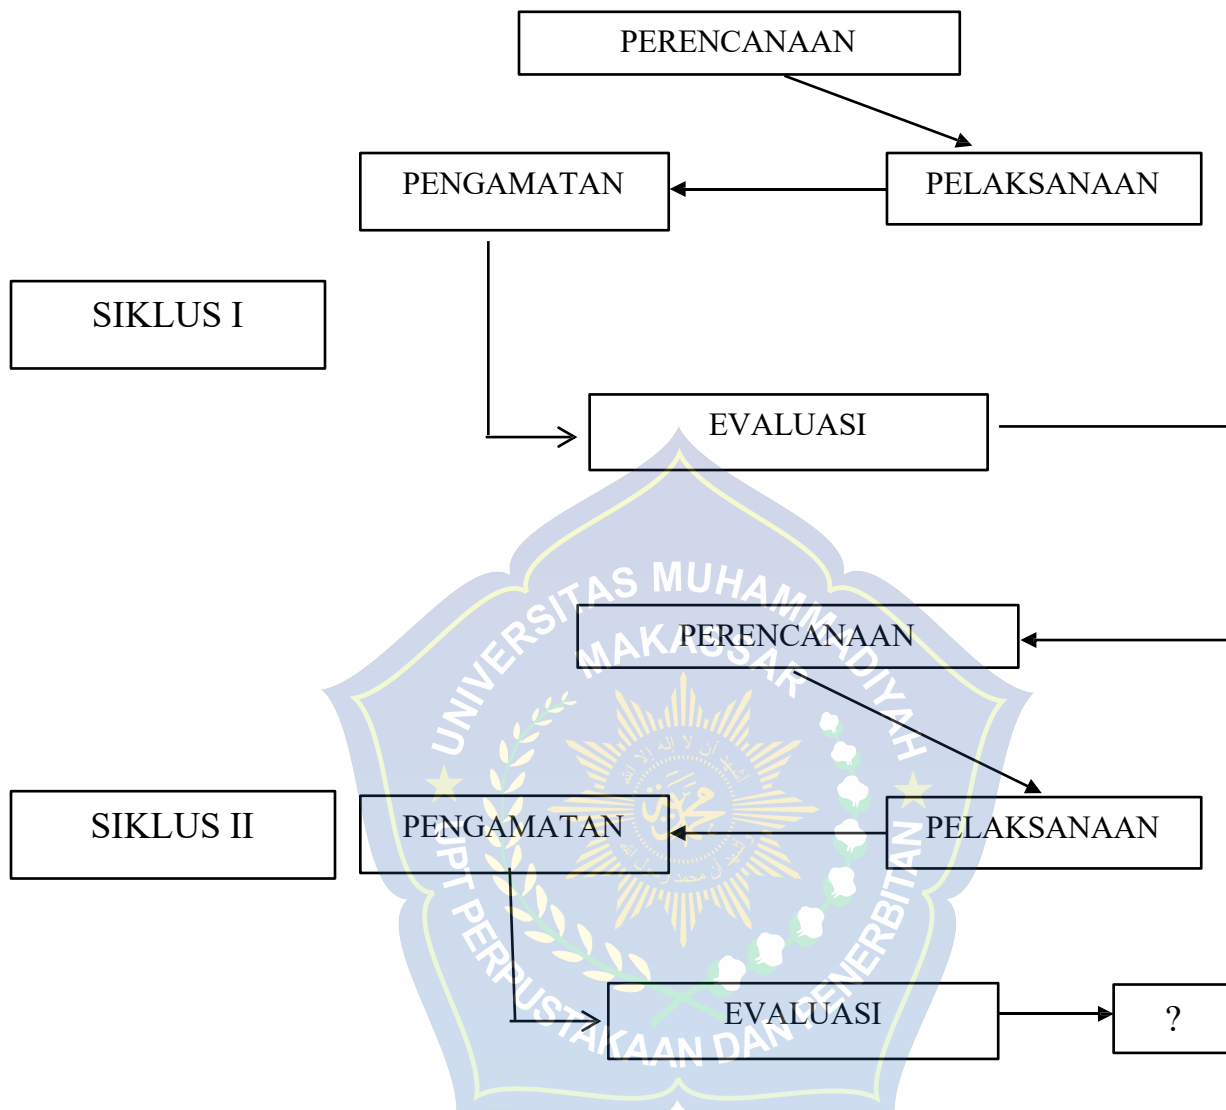 PERENCANAAN
PENGAMATAN
PELAKSANAAN
SIKLUS I
EVALUASI
UNIVERSITAS MUHAMMADIYAH
MAKASSAR
PERENCANAAN
SIKLUS II
PENGAMATAN
PELAKSANAAN
UPT PERPUSTAKAAN DAN PENERBITAN
EVALUASI
?